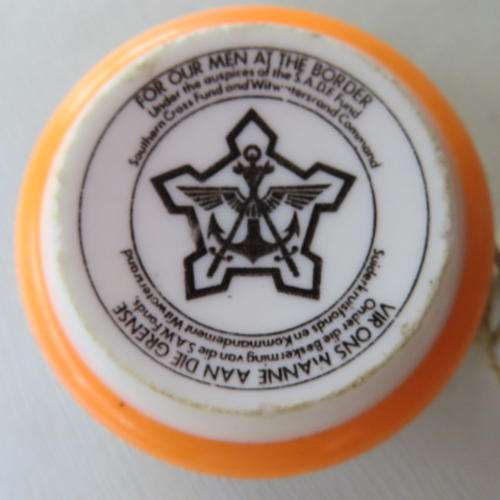 FOR OUR MEN AT THE BORDER
Under the auspices of the S.A.D.F. Fund
Southern Cross Fund and Witwatersrand Command
VIR ONS MANNE AAN DIE GRENSE
Onder die Beskerming van die S.A.W. Fonds,
Suiderkruisfonds en Kommandement Witwatersrand